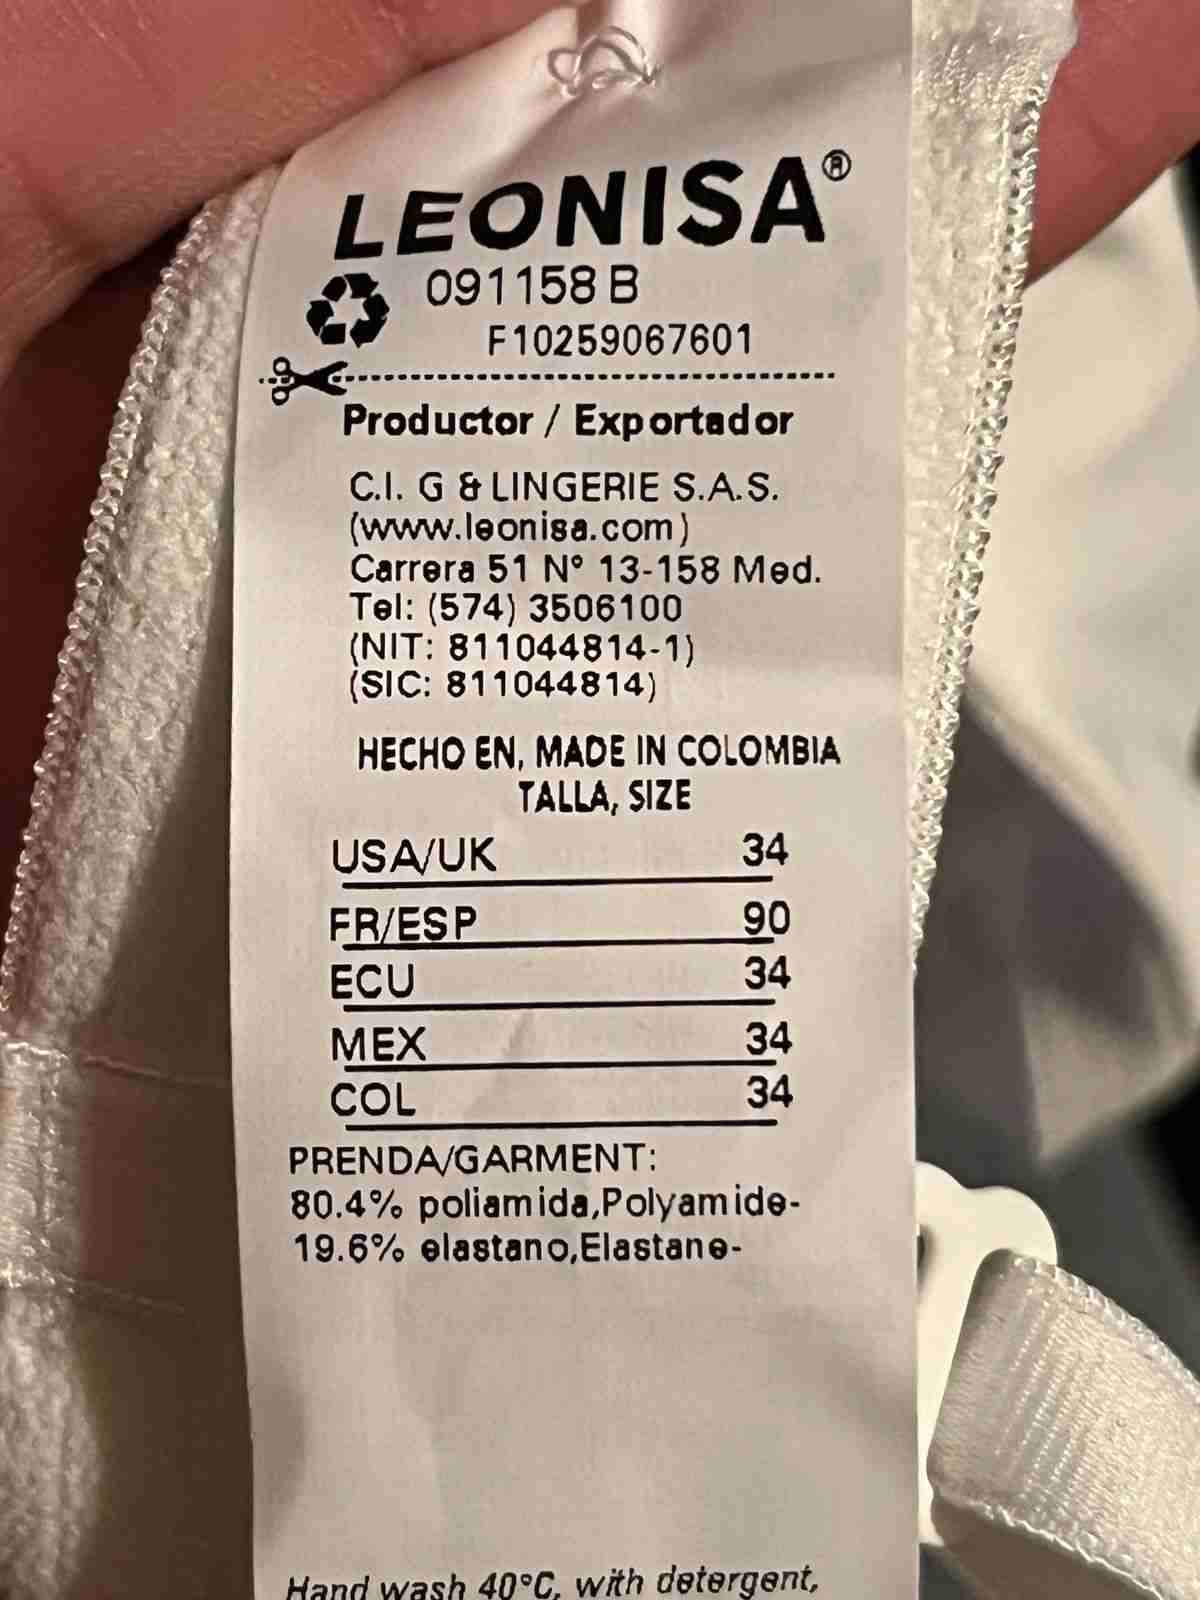 LEONISA®
091158 B
F10259067601
Productor / Exportador
C.I. G & LINGERIE S.A.S.
(www.leonisa.com)
Carrera 51 N° 13-158 Med.
Tel: (574) 3506100
(NIT: 811044814-1)
(SIC: 811044814)
HECHO EN, MADE IN COLOMBIA
TALLA, SIZE
USA/UK 34
FR/ESP 90
ECU 34
MEX 34
COL 34
PRENDA/GARMENT:
80.4% poliamida,Polyamide-
19.6% elastano,Elastane-
Hand wash 40°C, with detergent,